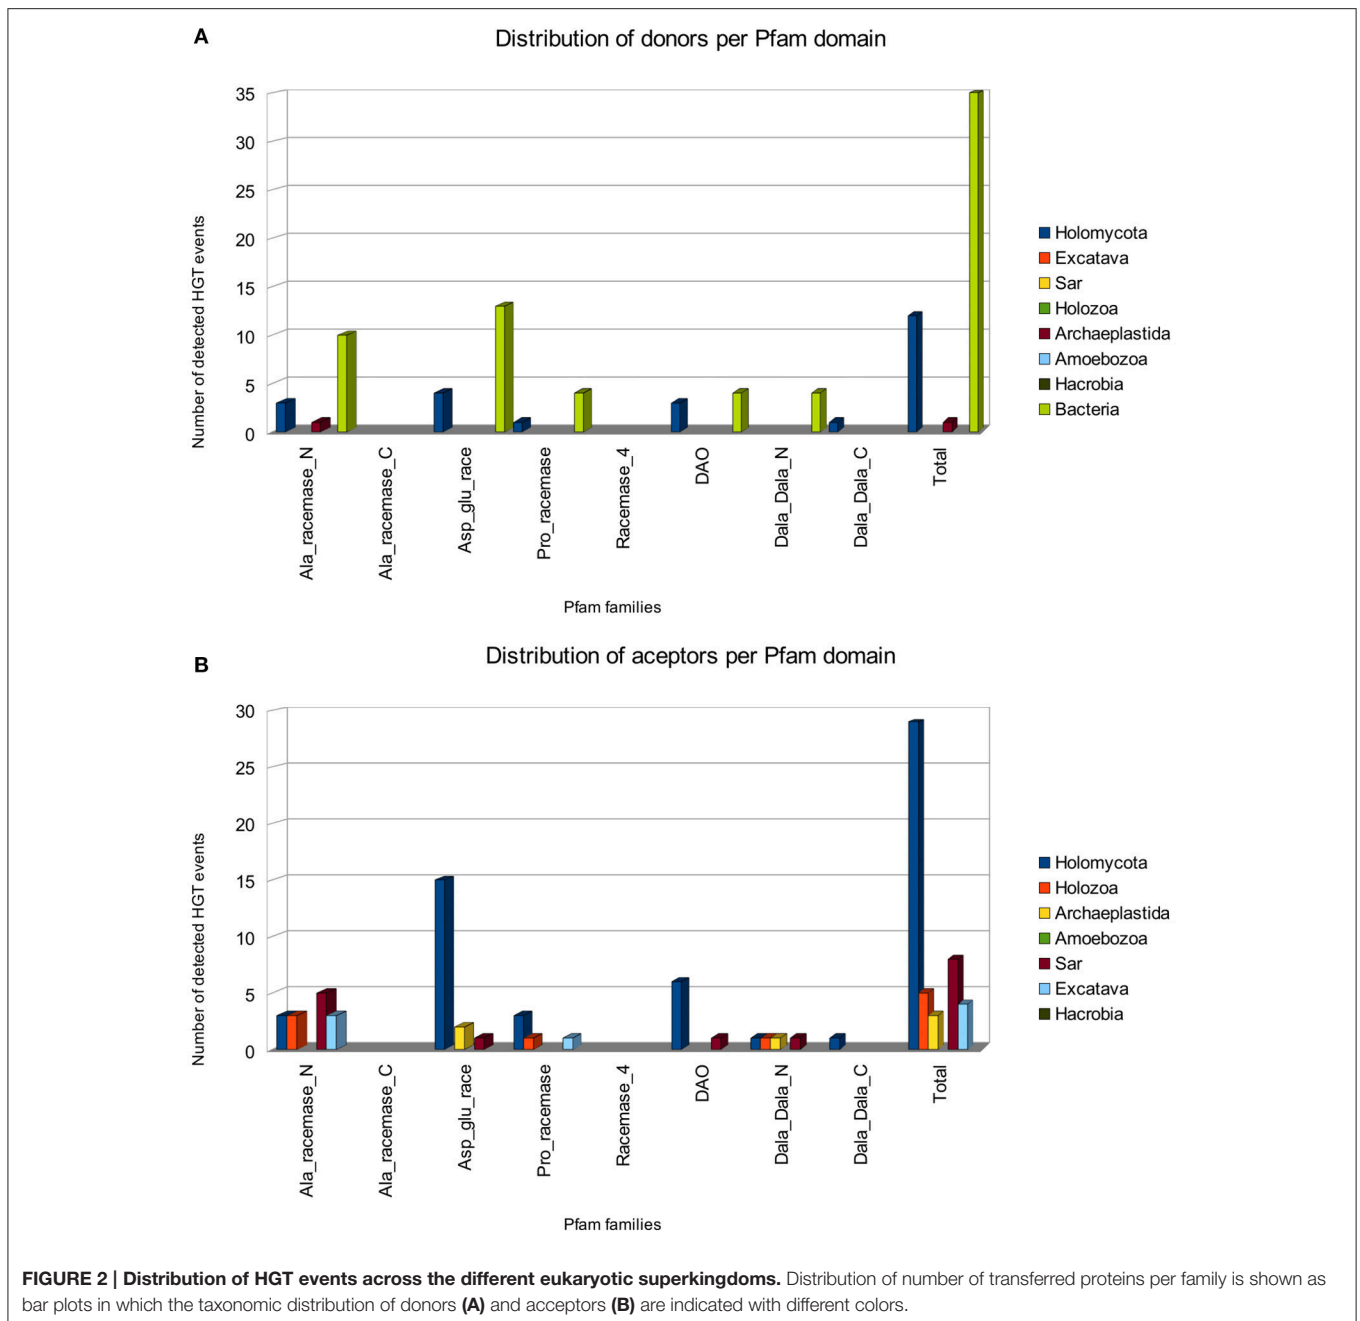 A
Distribution of donors per Pfam domain
35
30
25
20
15
10
5
0
Number of detected HGT events
Ala_racemase_N
Ala_racemase_C
Asp_glu_race
Pro_racemase
Racemase_4
DAO
Dala_Dala_N
Dala_Dala_C
Total
Pfam families
Holomycota
Excatava
Sar
Holozoa
Archaeplastida
Amoebozoa
Hacrobia
Bacteria
B
Distribution of aceptors per Pfam domain
30
25
20
15
10
5
0
Number of detected HGT events
Ala_racemase_N
Ala_racemase_C
Asp_glu_race
Pro_racemase
Racemase_4
DAO
Dala_Dala_N
Dala_Dala_C
Total
Pfam families
Holomycota
Holozoa
Archaeplastida
Amoebozoa
Sar
Excatava
Hacrobia
FIGURE 2 | Distribution of HGT events across the different eukaryotic superkingdoms. Distribution of number of transferred proteins per family is shown as
bar plots in which the taxonomic distribution of donors (A) and acceptors (B) are indicated with different colors.